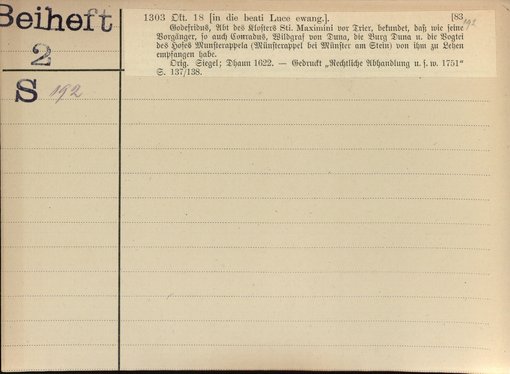 Beiheft
2
S 192
1303 Okt. 18 [in die beati Luce ewang.]. [83
192
Godefridus, Abt des Klosters Sti. Maximini vor Trier, bekundet, daß wie seine
Vorgänger, so auch Conradus, Wildgraf von Duna, die Burg Duna u. die Vogtei
des Hofes Munsterappela (Münsterappel bei Münster am Stein) von ihm zu Lehen
empfangen habe.
Orig. Siegel; Dhaun 1622. — Gedruckt „Rechtliche Abhandlung u. s. w. 1751“
S. 137/138.